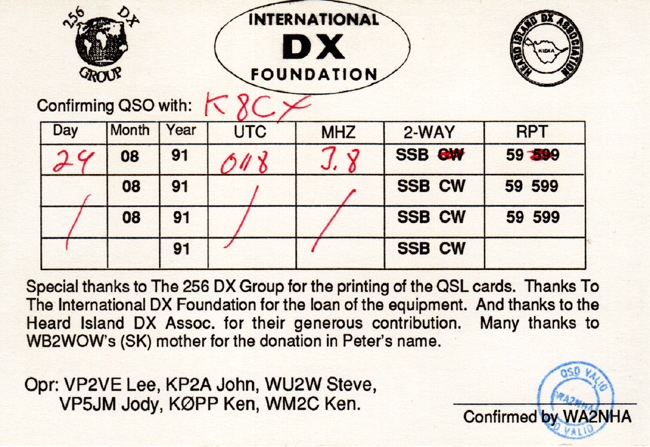 256 DX
GROUP
INTERNATIONAL
DX
FOUNDATION
HEARD ISLAND DX ASSOCIATION
Confirming QSO with: K8CX
Day Month Year UTC MHZ 2-WAY RPT
24 08 91 0118 3.8 SSB CW 59 599
/ 08 91 / / SSB CW 59 599
08 91 SSB CW 59 599
91 SSB CW
Special thanks to The 256 DX Group for the printing of the QSL cards. Thanks To
The International DX Foundation for the loan of the equipment. And thanks to the
Heard Island DX Assoc. for their generous contribution. Many thanks to
WB2WOW's (SK) mother for the donation in Peter's name.
Opr: VP2VE Lee, KP2A John, WU2W Steve,
VP5JM Jody, KØPP Ken, WM2C Ken.
QSO VALID
WA2NHA
QSO VALID
Confirmed by WA2NHA